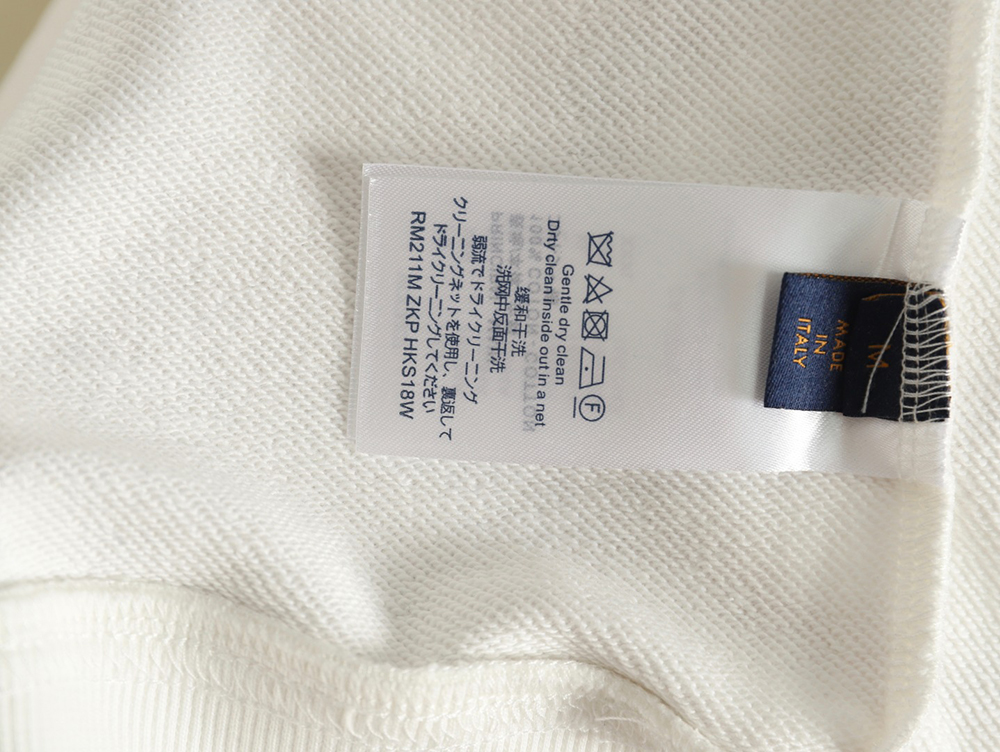 Gentle dry clean
Drty clean inside out in a net
缓和干洗
洗网中反面干洗
弱流でドライクリーニング
クリーニングネットを使用し、裏返して
ドライクリーニングしてください
RM211M ZKP HKS18W
F
MADE
IN
ITALY
M